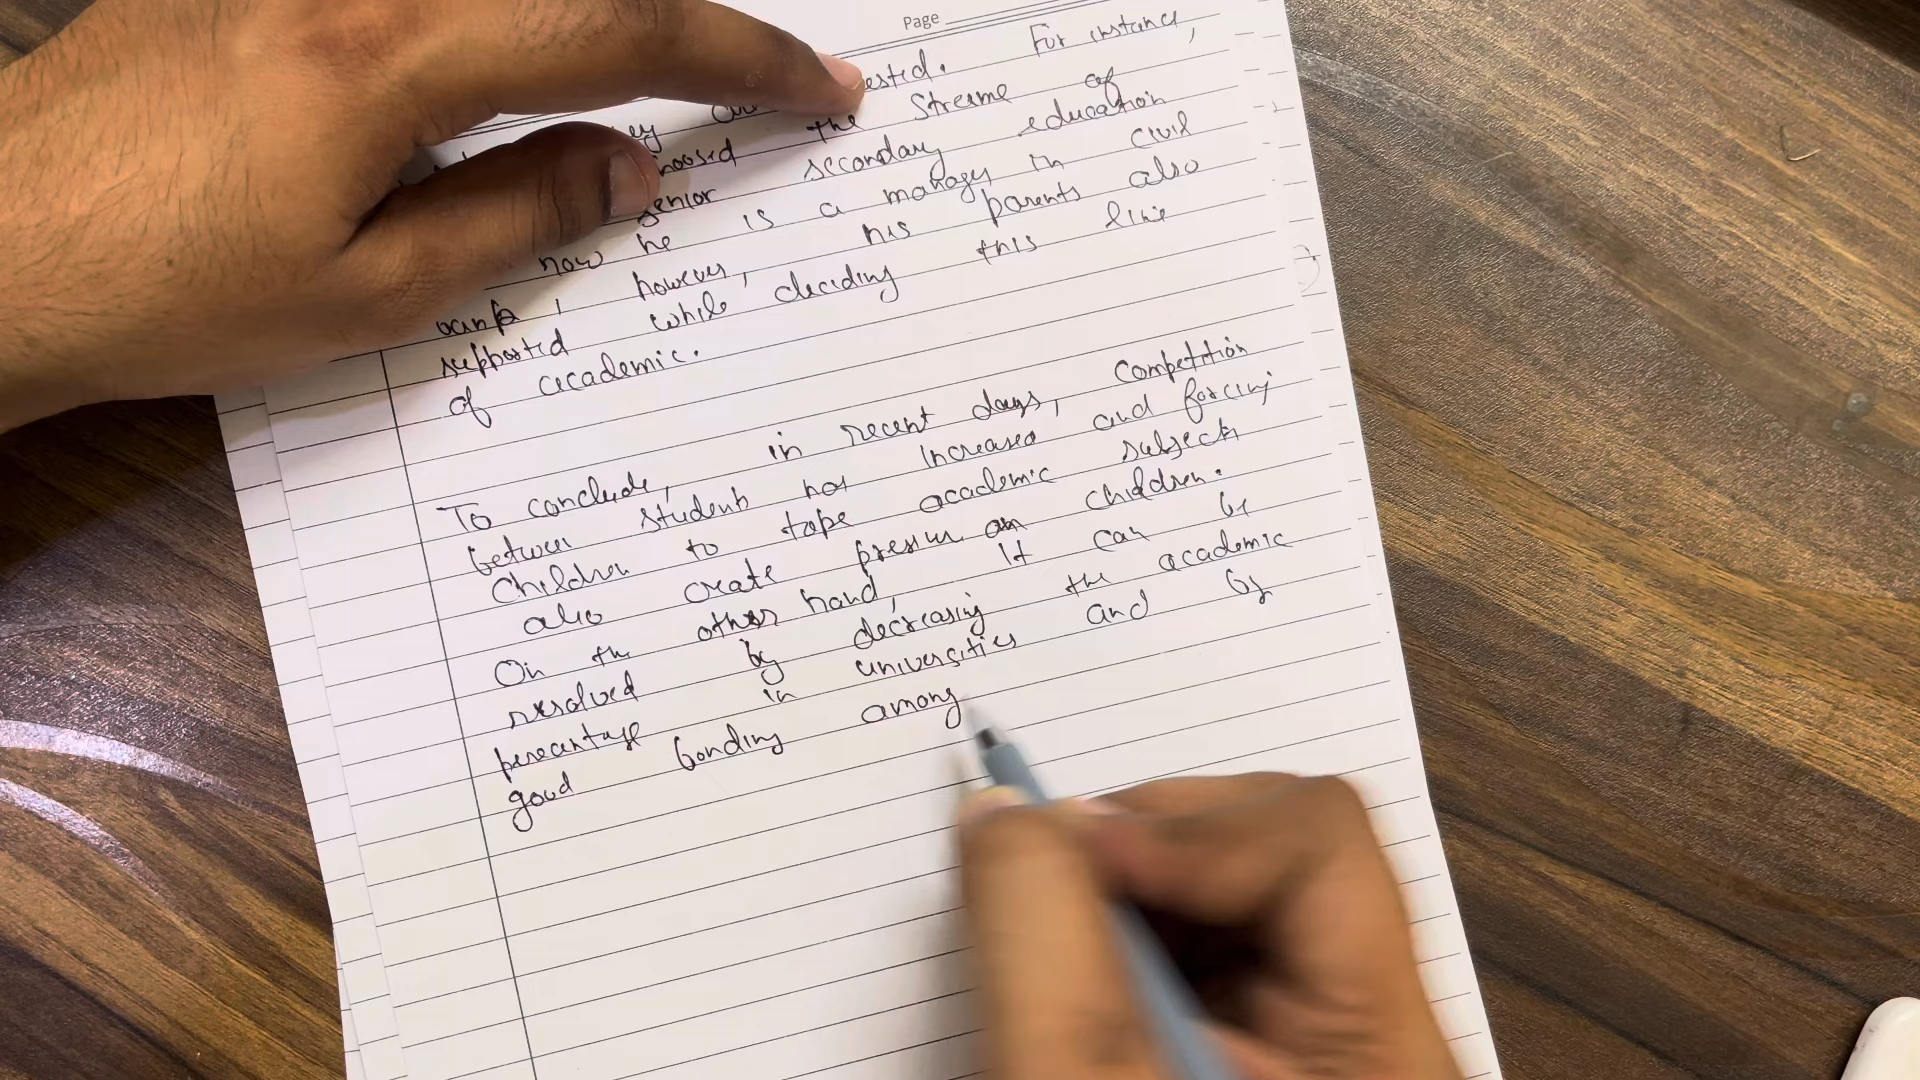 Page
ested. For instance,
the Streame of
senior secondary education
now he is a manager in civil
bank, however, his parents also
supported while deciding this line
of academic.
To conclude, in recent days, competition
between students has increased and forcing
children to take academic subjects
also create pressure on children.
On the other hand, it can be
resolved by decreasing the academic
percantage in universities and by
good bonding among